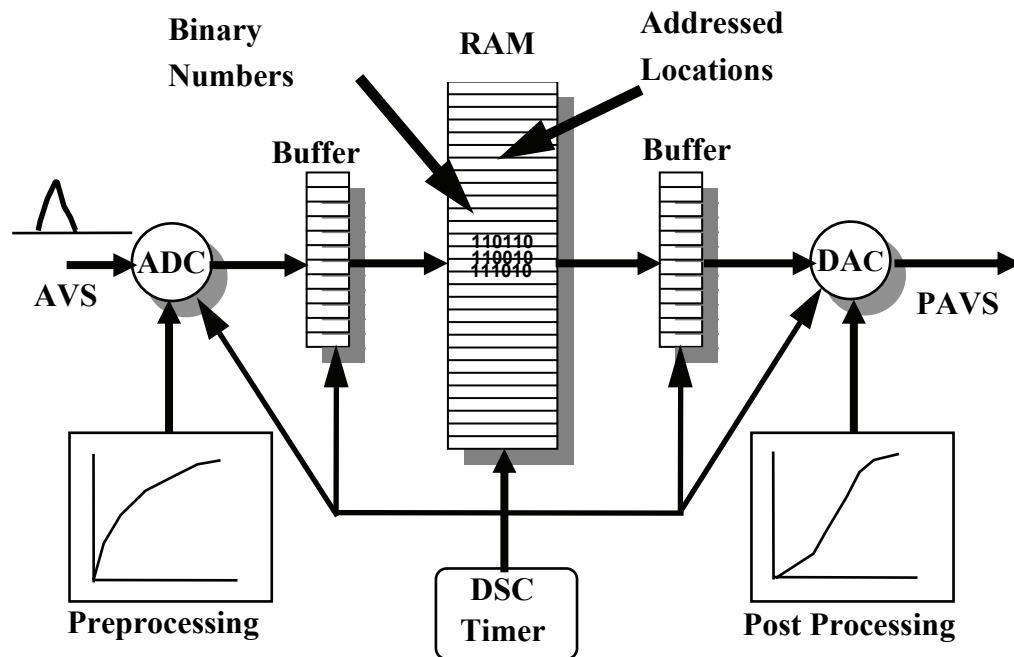 Binary
Numbers
RAM
Addressed
Locations
Buffer
Buffer
ADC
110110
110010
111010
DAC
AVS
PAVS
DSC
Timer
Preprocessing
Post Processing